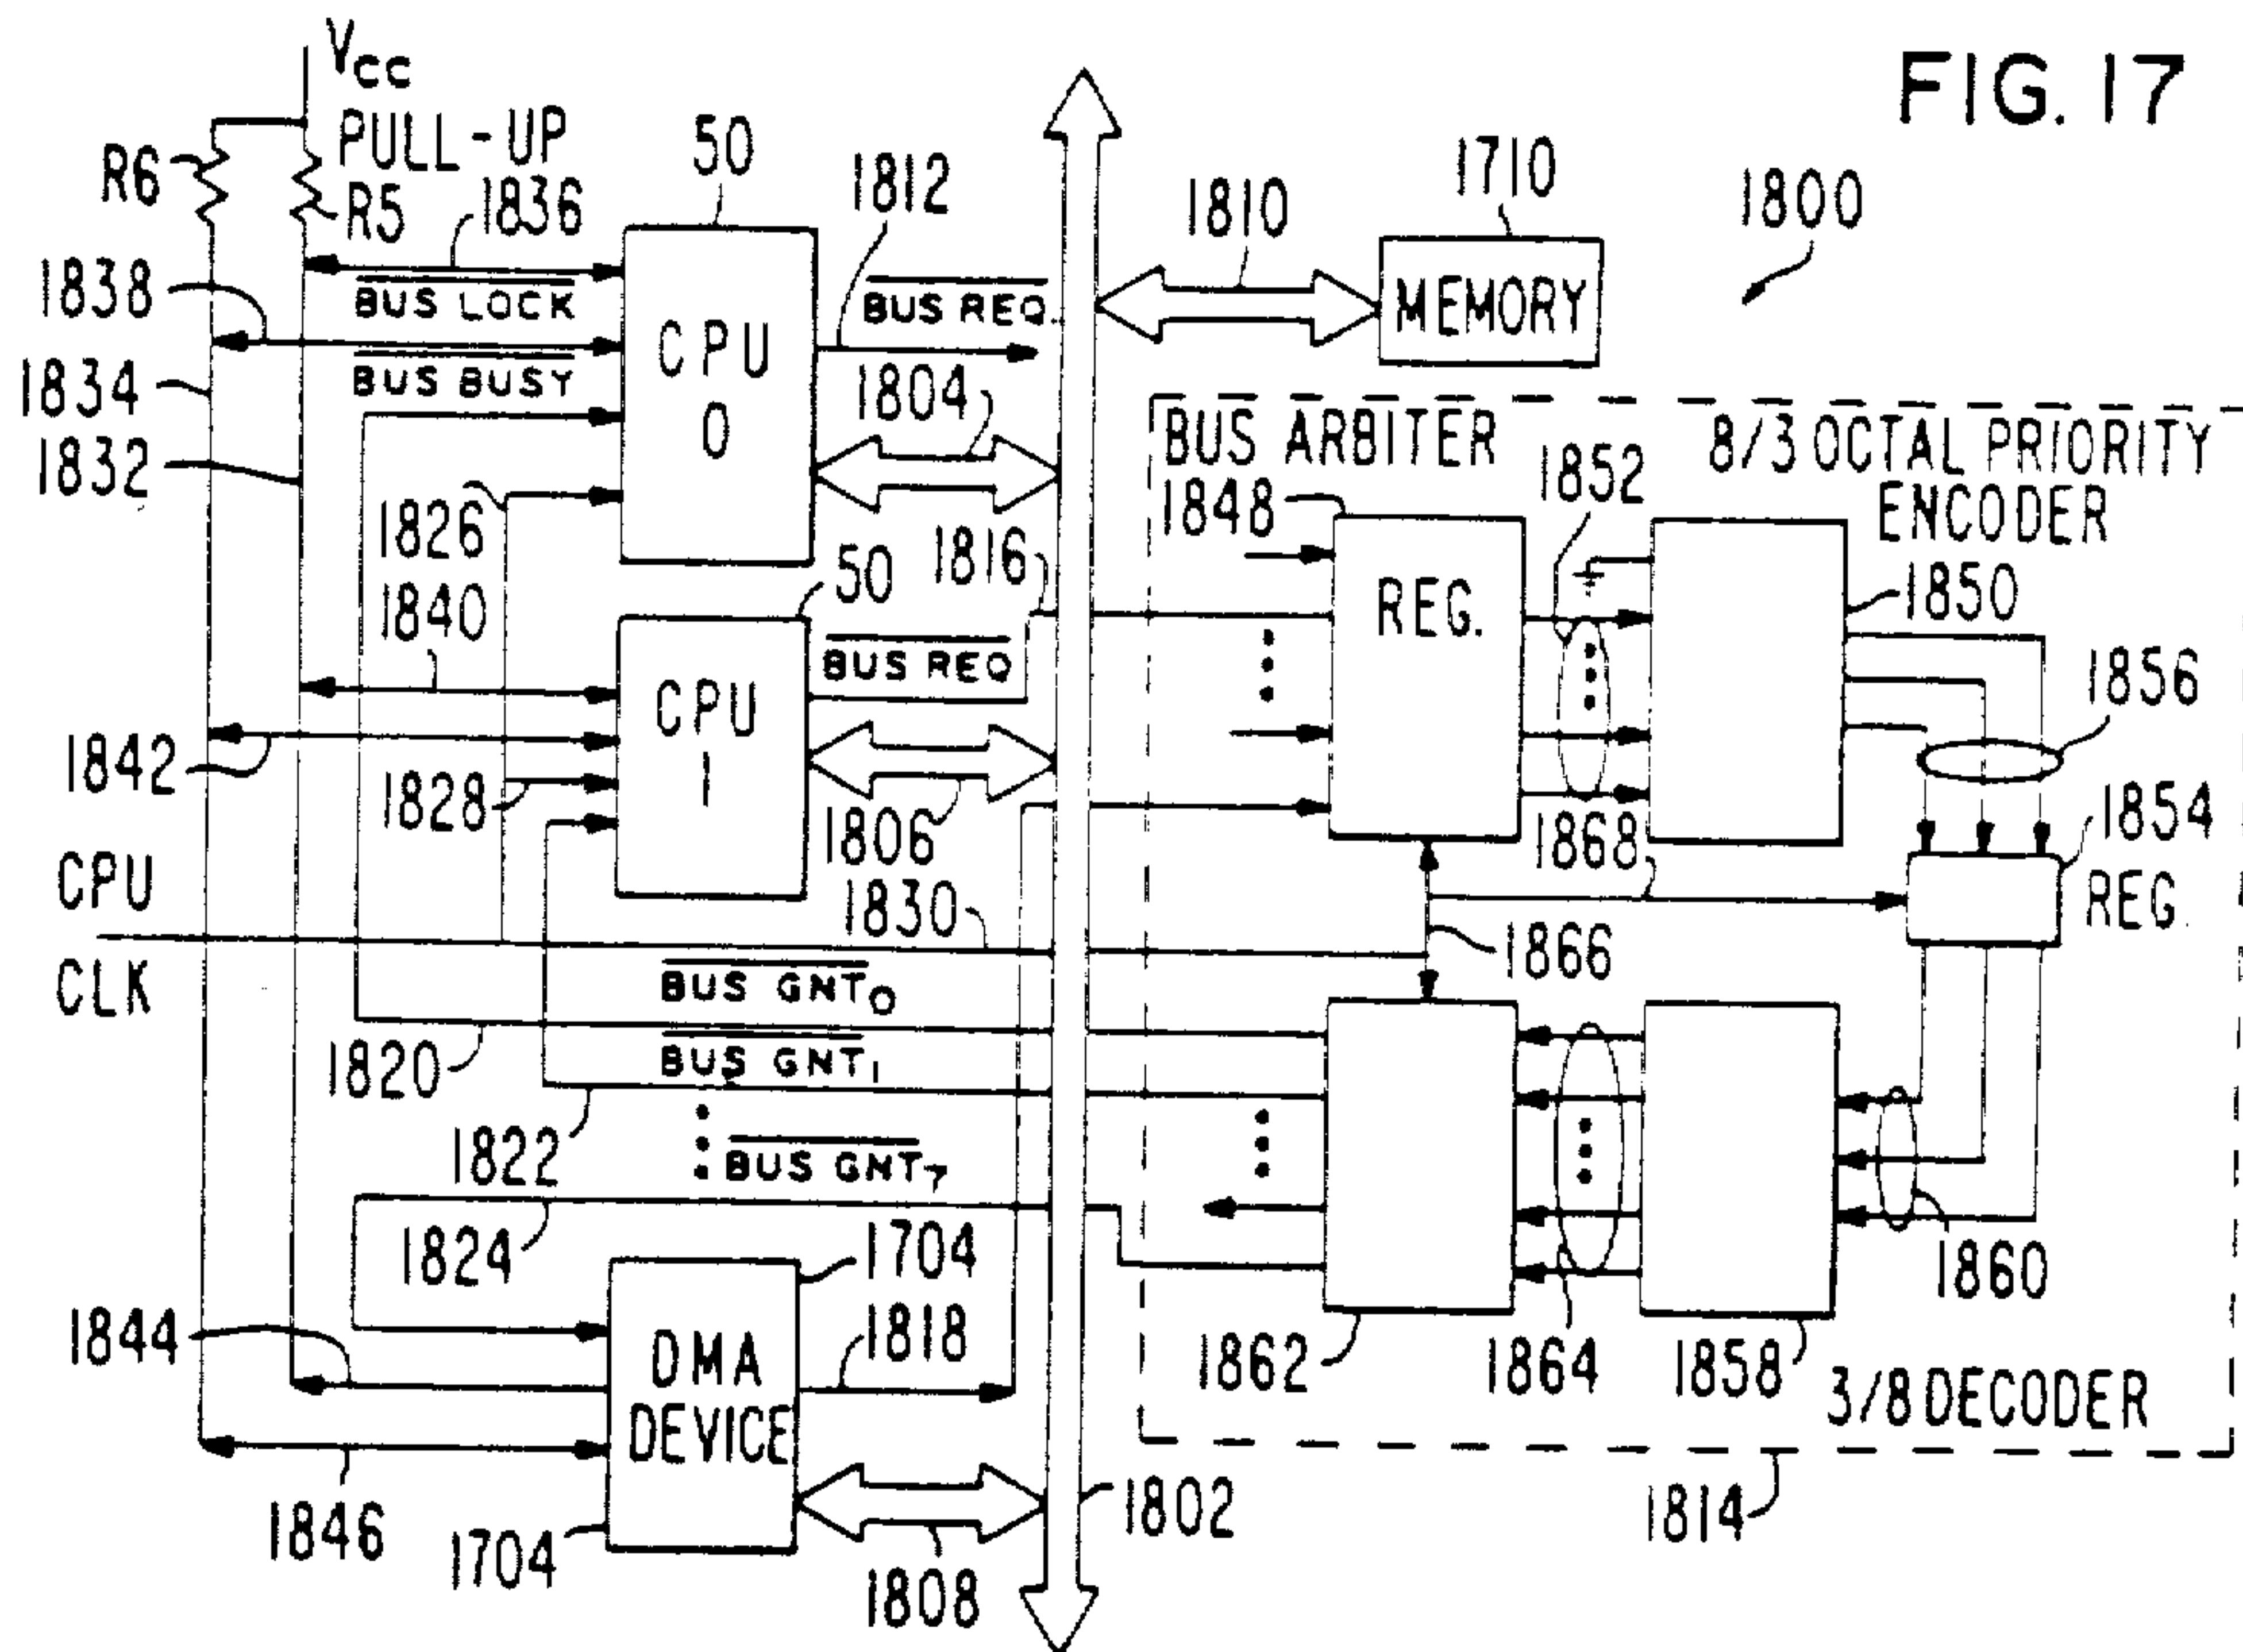 FIG. 17
Vcc
PULL-UP
R6
R5
1836
50
1812
1810
1710
1800
1838
BUS LOCK
CPU
0
BUS REQ.
MEMORY
1834
BUS BUSY
1804
1832
BUS ARBITER
8/3 OCTAL PRIORITY
ENCODER
1852
1848
1826
1816
50
1840
REG.
1850
BUS REQ
CPU
1
1856
1842
1828
1806
1868
1854
CPU
CLK
1830
REG.
1866
BUS GNT0
1820
BUS GNT1
1822
BUS GNT7
1824
1704
1860
1844
1818
DMA
DEVICE
1862
1864
1858
3/8 DECODER
1846
1704
1802
1814
1808